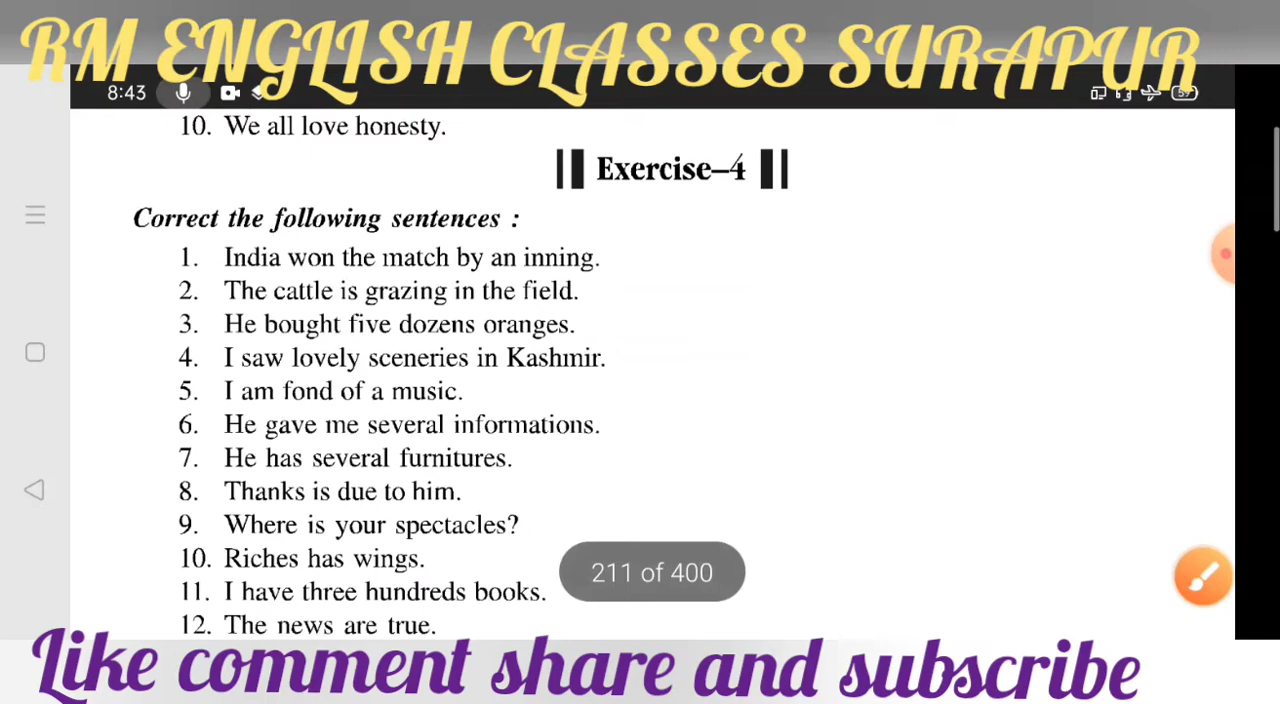 RM ENGLISH CLASSES SURAPUR
8:43
59
10. We all love honesty.
Exercise–4
Correct the following sentences :
1. India won the match by an inning.
2. The cattle is grazing in the field.
3. He bought five dozens oranges.
4. I saw lovely sceneries in Kashmir.
5. I am fond of a music.
6. He gave me several informations.
7. He has several furnitures.
8. Thanks is due to him.
9. Where is your spectacles?
10. Riches has wings.
211 of 400
11. I have three hundreds books.
12. The news are true.
Like comment share and subscribe